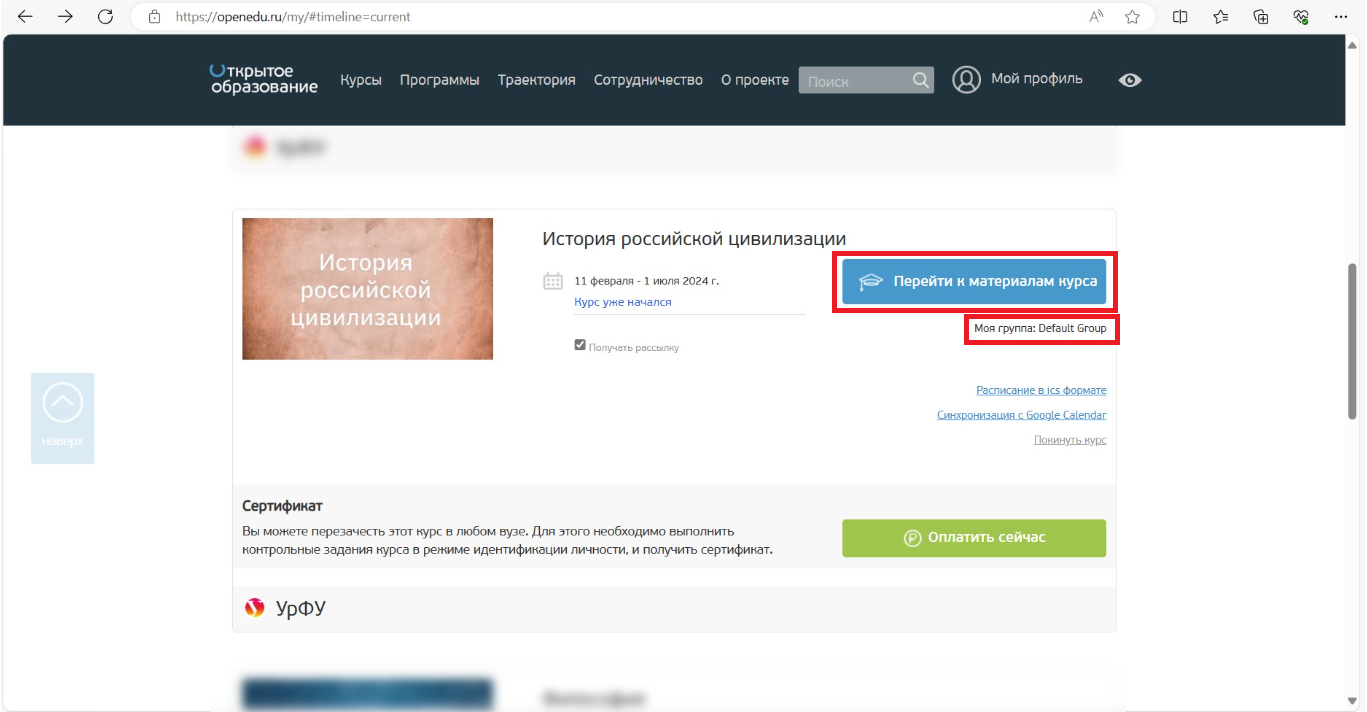 https://openedu.ru/my/#timeline=current
Открытое образование
Курсы Программы Траектория Сотрудничество О проекте Поиск Мой профиль
УрФУ
История российской цивилизации
История российской цивилизации
11 февраля - 1 июля 2024 г.
Курс уже начался
Получать рассылку
Перейти к материалам курса
Моя группа: Default Group
Расписание в ics формате
Синхронизация с Google Calendar
Покинуть курс
наверх
Сертификат
Вы можете перезачесть этот курс в любом вузе. Для этого необходимо выполнить
контрольные задания курса в режиме идентификации личности, и получить сертификат.
Оплатить сейчас
УрФУ
Философия